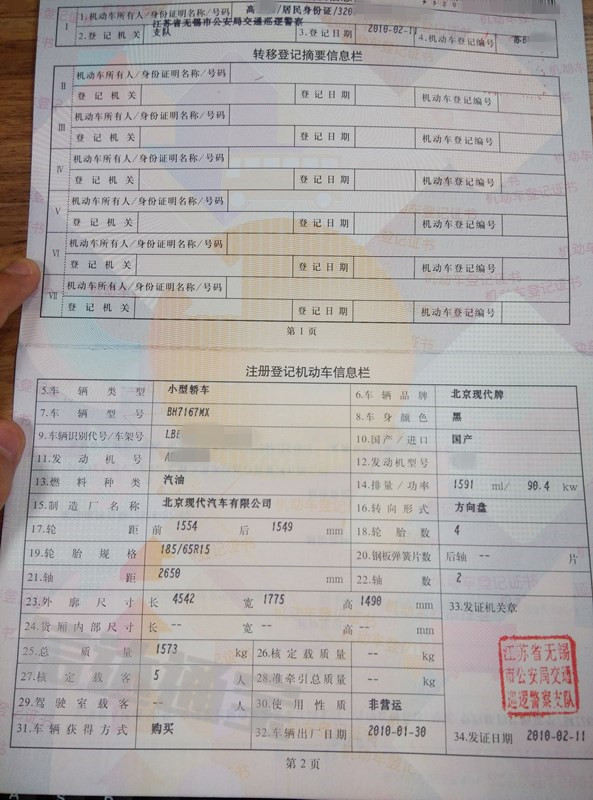 1.机动车所有人/身份证明名称/号码 高 /居民身份证/320
江苏省无锡市公安局交通巡逻警察
I 2.登记机关 支队 3.登记日期 2010-02-11 4.机动车登记编号 苏B
转移登记摘要信息栏
II 机动车所有人/身份证明名称/号码
登记机关 登记日期 机动车登记编号
III 机动车所有人/身份证明名称/号码
登记机关 登记日期 机动车登记编号
IV 机动车所有人/身份证明名称/号码
登记机关 登记日期 机动车登记编号
V 机动车所有人/身份证明名称/号码
登记机关 登记日期 机动车登记编号
VI 机动车所有人/身份证明名称/号码
登记机关 登记日期 机动车登记编号
VII 机动车所有人/身份证明名称/号码
登记机关 登记日期 机动车登记编号
第1页
注册登记机动车信息栏
5.车辆类型 小型轿车 6.车辆品牌 北京现代牌
7.车辆型号 BH7167MX 8.车身颜色 黑
9.车辆识别代号/车架号 LBE 10.国产/进口 国产
11.发动机号 12.发动机型号
13.燃料种类 汽油 14.排量/功率 1591 ml/ 90.4 kw
15.制造厂名称 北京现代汽车有限公司 16.转向形式 方向盘
17.轮距 前 1554 后 1549 mm 18.轮胎数 4
19.轮胎规格 185/65R15 20.钢板弹簧片数 后轴 -- 片
21.轴距 2650 mm 22.轴数 2
23.外廓尺寸 长 4542 宽 1775 高 1490 mm 33.发证机关章
24.货厢内部尺寸 长 -- 宽 -- 高 -- mm
25.总质量 1573 kg 26.核定载质量 -- kg
江苏省无锡
市公安局交通
巡逻警察支队
27.核定载客 5 人 28.准牵引总质量 -- kg
29.驾驶室载客 -- 人 30.使用性质 非营运
31.车辆获得方式 购买 32.车辆出厂日期 2010-01-30 34.发证日期 2010-02-11
第2页